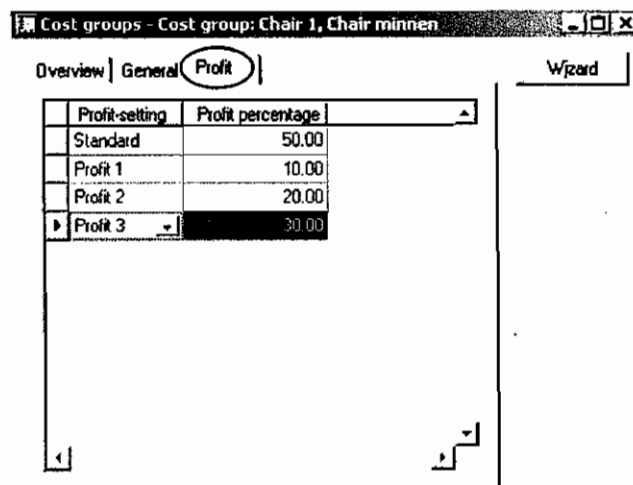 Cost groups - Cost group: Chair 1, Chair minnen
Overview General Profit
Wizard
Profit-setting Profit percentage
Standard 50.00
Profit 1 10.00
Profit 2 20.00
Profit 3 30.00